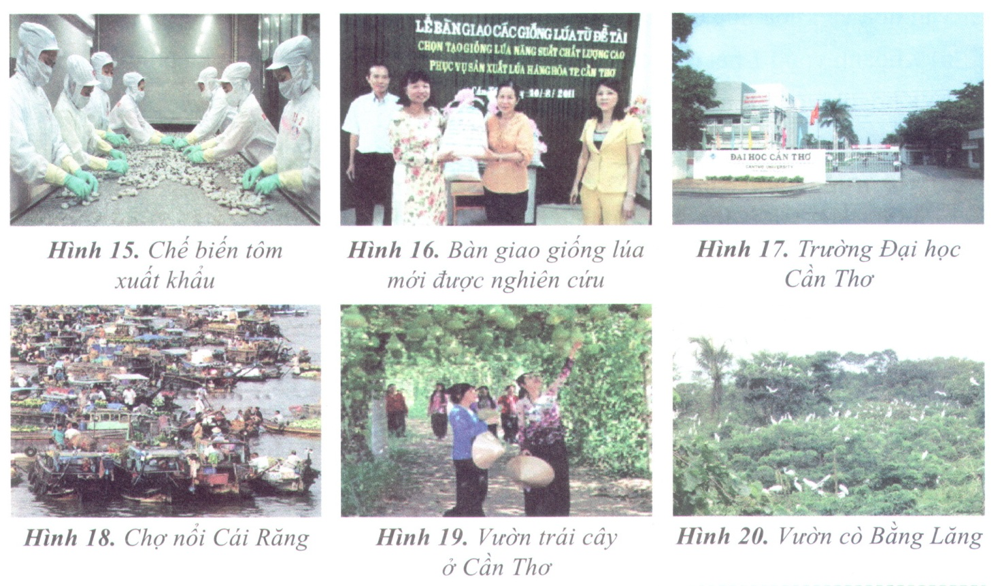 LỄ BÀN GIAO CÁC GIỐNG LÚA TỪ ĐỀ TÀI
CHỌN TẠO GIỐNG LÚA NĂNG SUẤT CHẤT LƯỢNG CAO
PHỤC VỤ SẢN XUẤT LÚA HÀNG HÓA TP. CẦN THƠ
2011
ĐẠI HỌC CẦN THƠ
CANTHO UNIVERSITY
Hình 15. Chế biến tôm
xuất khẩu
Hình 16. Bàn giao giống lúa
mới được nghiên cứu
Hình 17. Trường Đại học
Cần Thơ
Hình 18. Chợ nổi Cái Răng
Hình 19. Vườn trái cây
ở Cần Thơ
Hình 20. Vườn cò Bằng Lăng